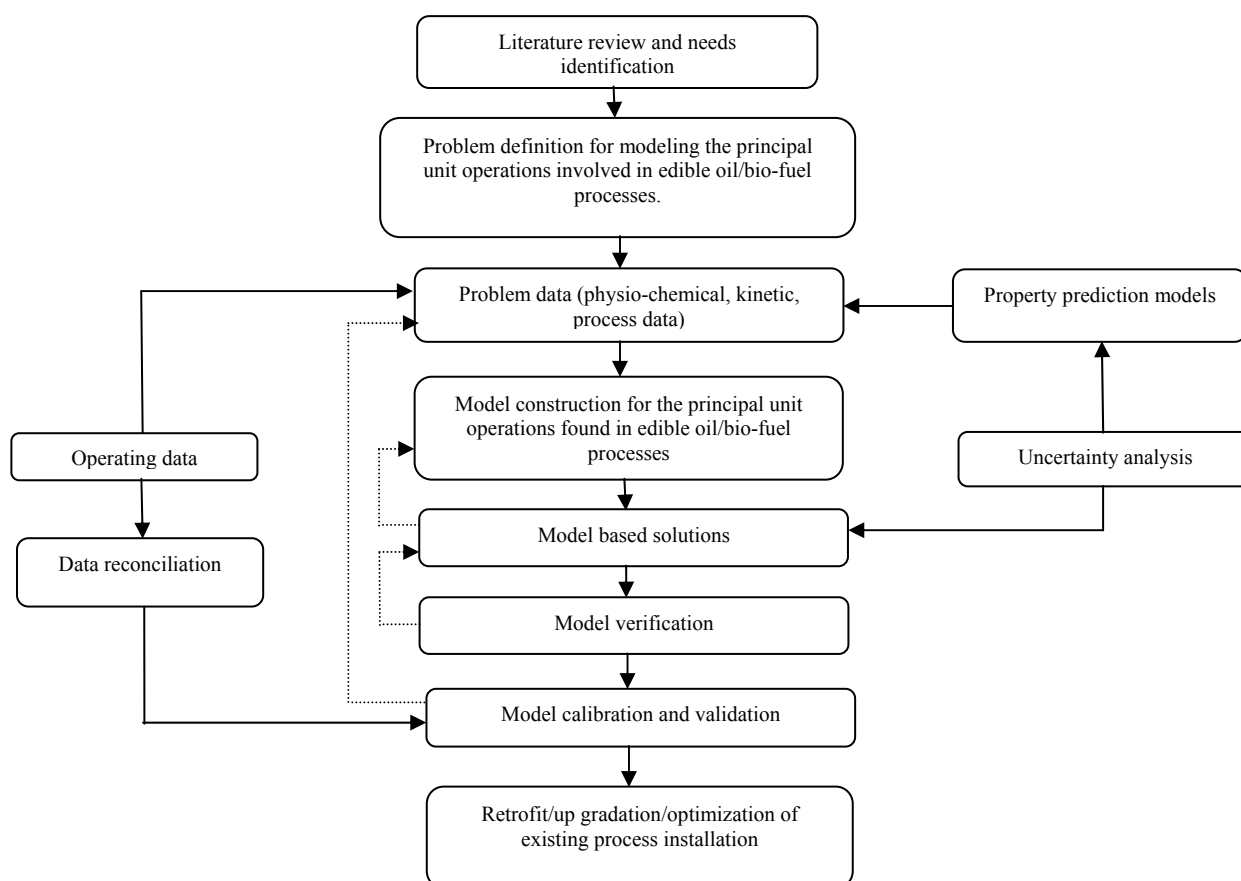 Literature review and needs
identification
Problem definition for modeling the principal
unit operations involved in edible oil/bio-fuel
processes.
Problem data (physio-chemical, kinetic,
process data)
Property prediction models
Model construction for the principal unit
operations found in edible oil/bio-fuel
processes
Operating data
Uncertainty analysis
Model based solutions
Data reconciliation
Model verification
Model calibration and validation
Retrofit/up gradation/optimization of
existing process installation